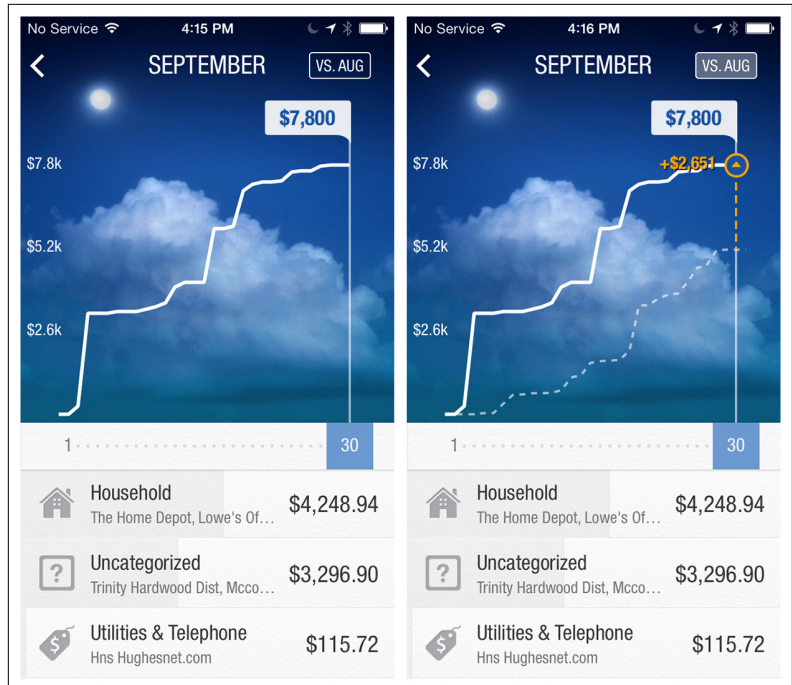 No Service 4:15 PM
SEPTEMBER VS. AUG
$7,800
$7.8k
$5.2k
$2.6k
1 30
Household $4,248.94
The Home Depot, Lowe's Of...
Uncategorized $3,296.90
Trinity Hardwood Dist, Mcco...
Utilities & Telephone $115.72
Hns Hughesnet.com
No Service 4:16 PM
SEPTEMBER VS. AUG
$7,800
$7.8k +$2,651
$5.2k
$2.6k
1 30
Household $4,248.94
The Home Depot, Lowe's Of...
Uncategorized $3,296.90
Trinity Hardwood Dist, Mcco...
Utilities & Telephone $115.72
Hns Hughesnet.com